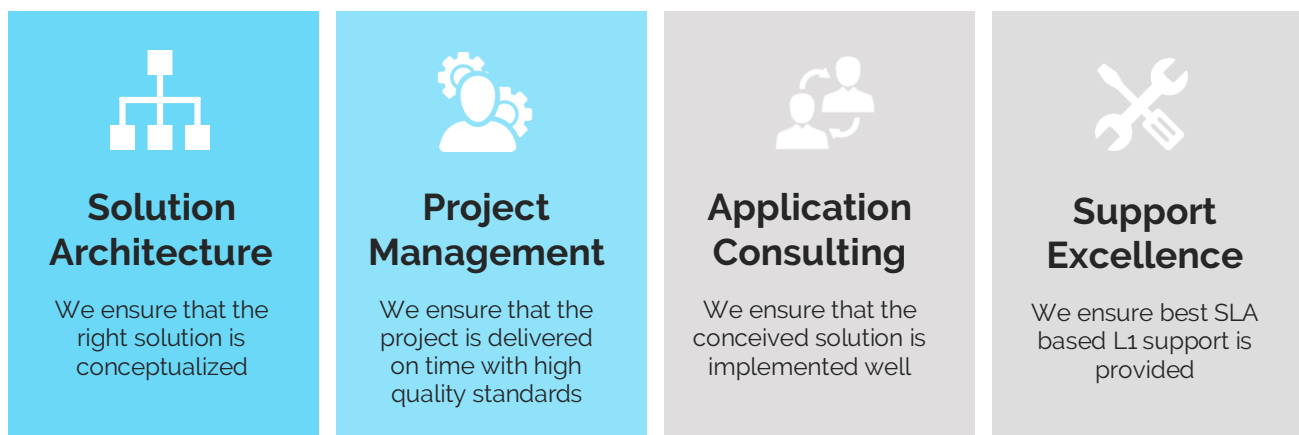 Solution
Architecture
We ensure that the
right solution is
conceptualized
Project
Management
We ensure that the
project is delivered
on time with high
quality standards
Application
Consulting
We ensure that the
conceived solution is
implemented well
Support
Excellence
We ensure best SLA
based L1 support is
provided